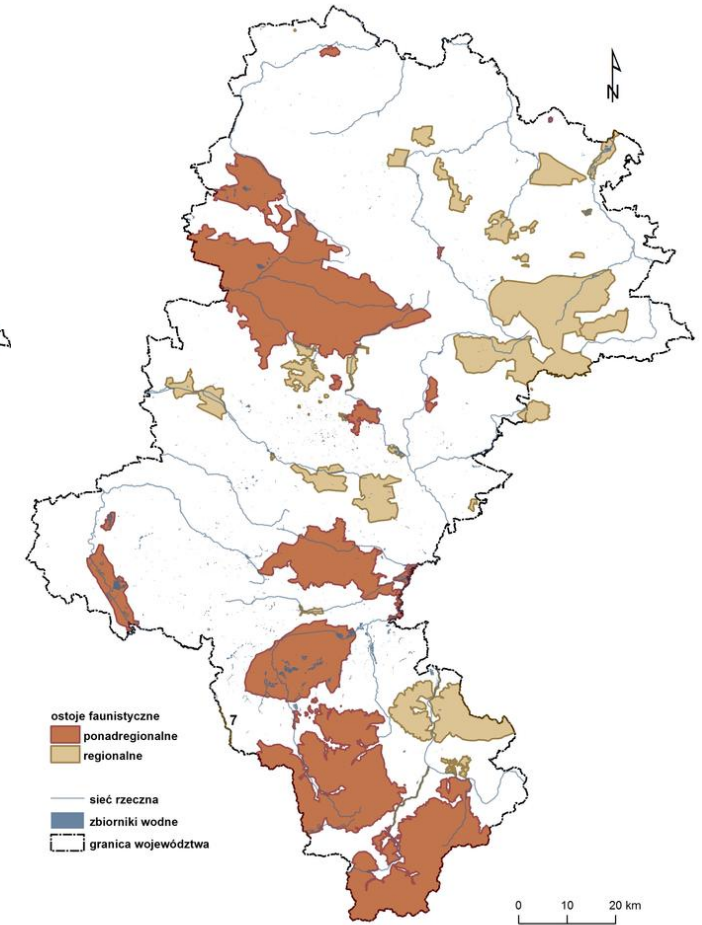 N
7
ostoje faunistyczne
ponadregionalne
regionalne
sieć rzeczna
zbiorniki wodne
granica województwa
0 10 20 km